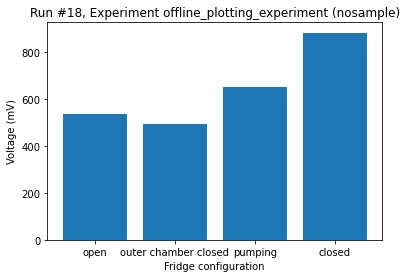 Run #18, Experiment offline_plotting_experiment (nosample)
Voltage (mV)
800
600
400
200
0
open outer chamber closed pumping closed
Fridge configuration